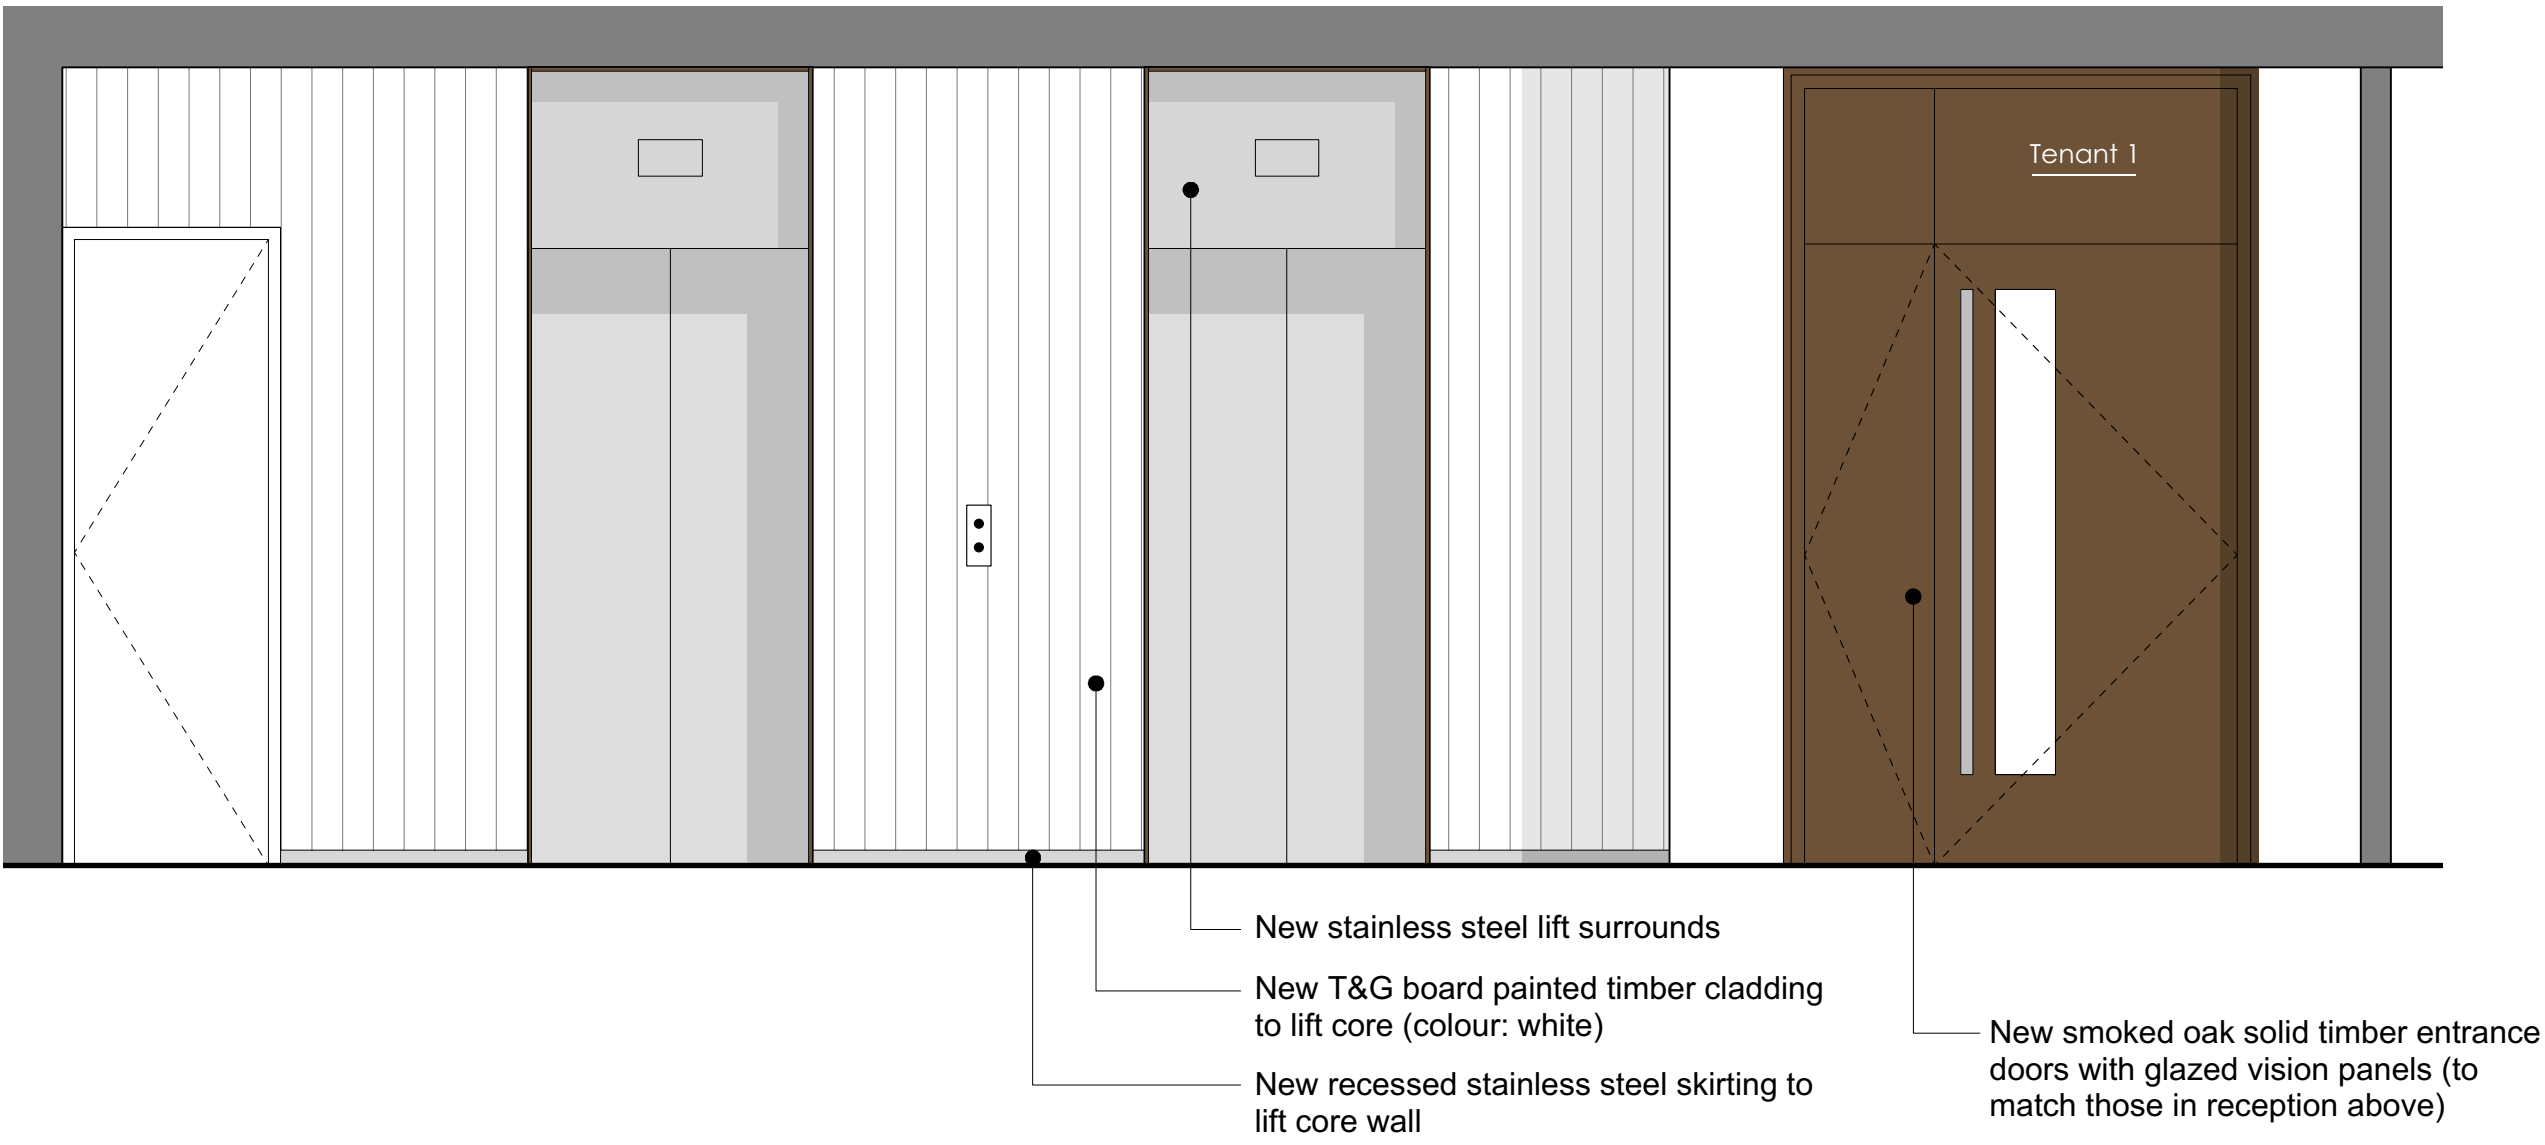 Tenant 1
New stainless steel lift surrounds
New T&G board painted timber cladding
to lift core (colour: white)
New recessed stainless steel skirting to
lift core wall
New smoked oak solid timber entrance
doors with glazed vision panels (to
match those in reception above)